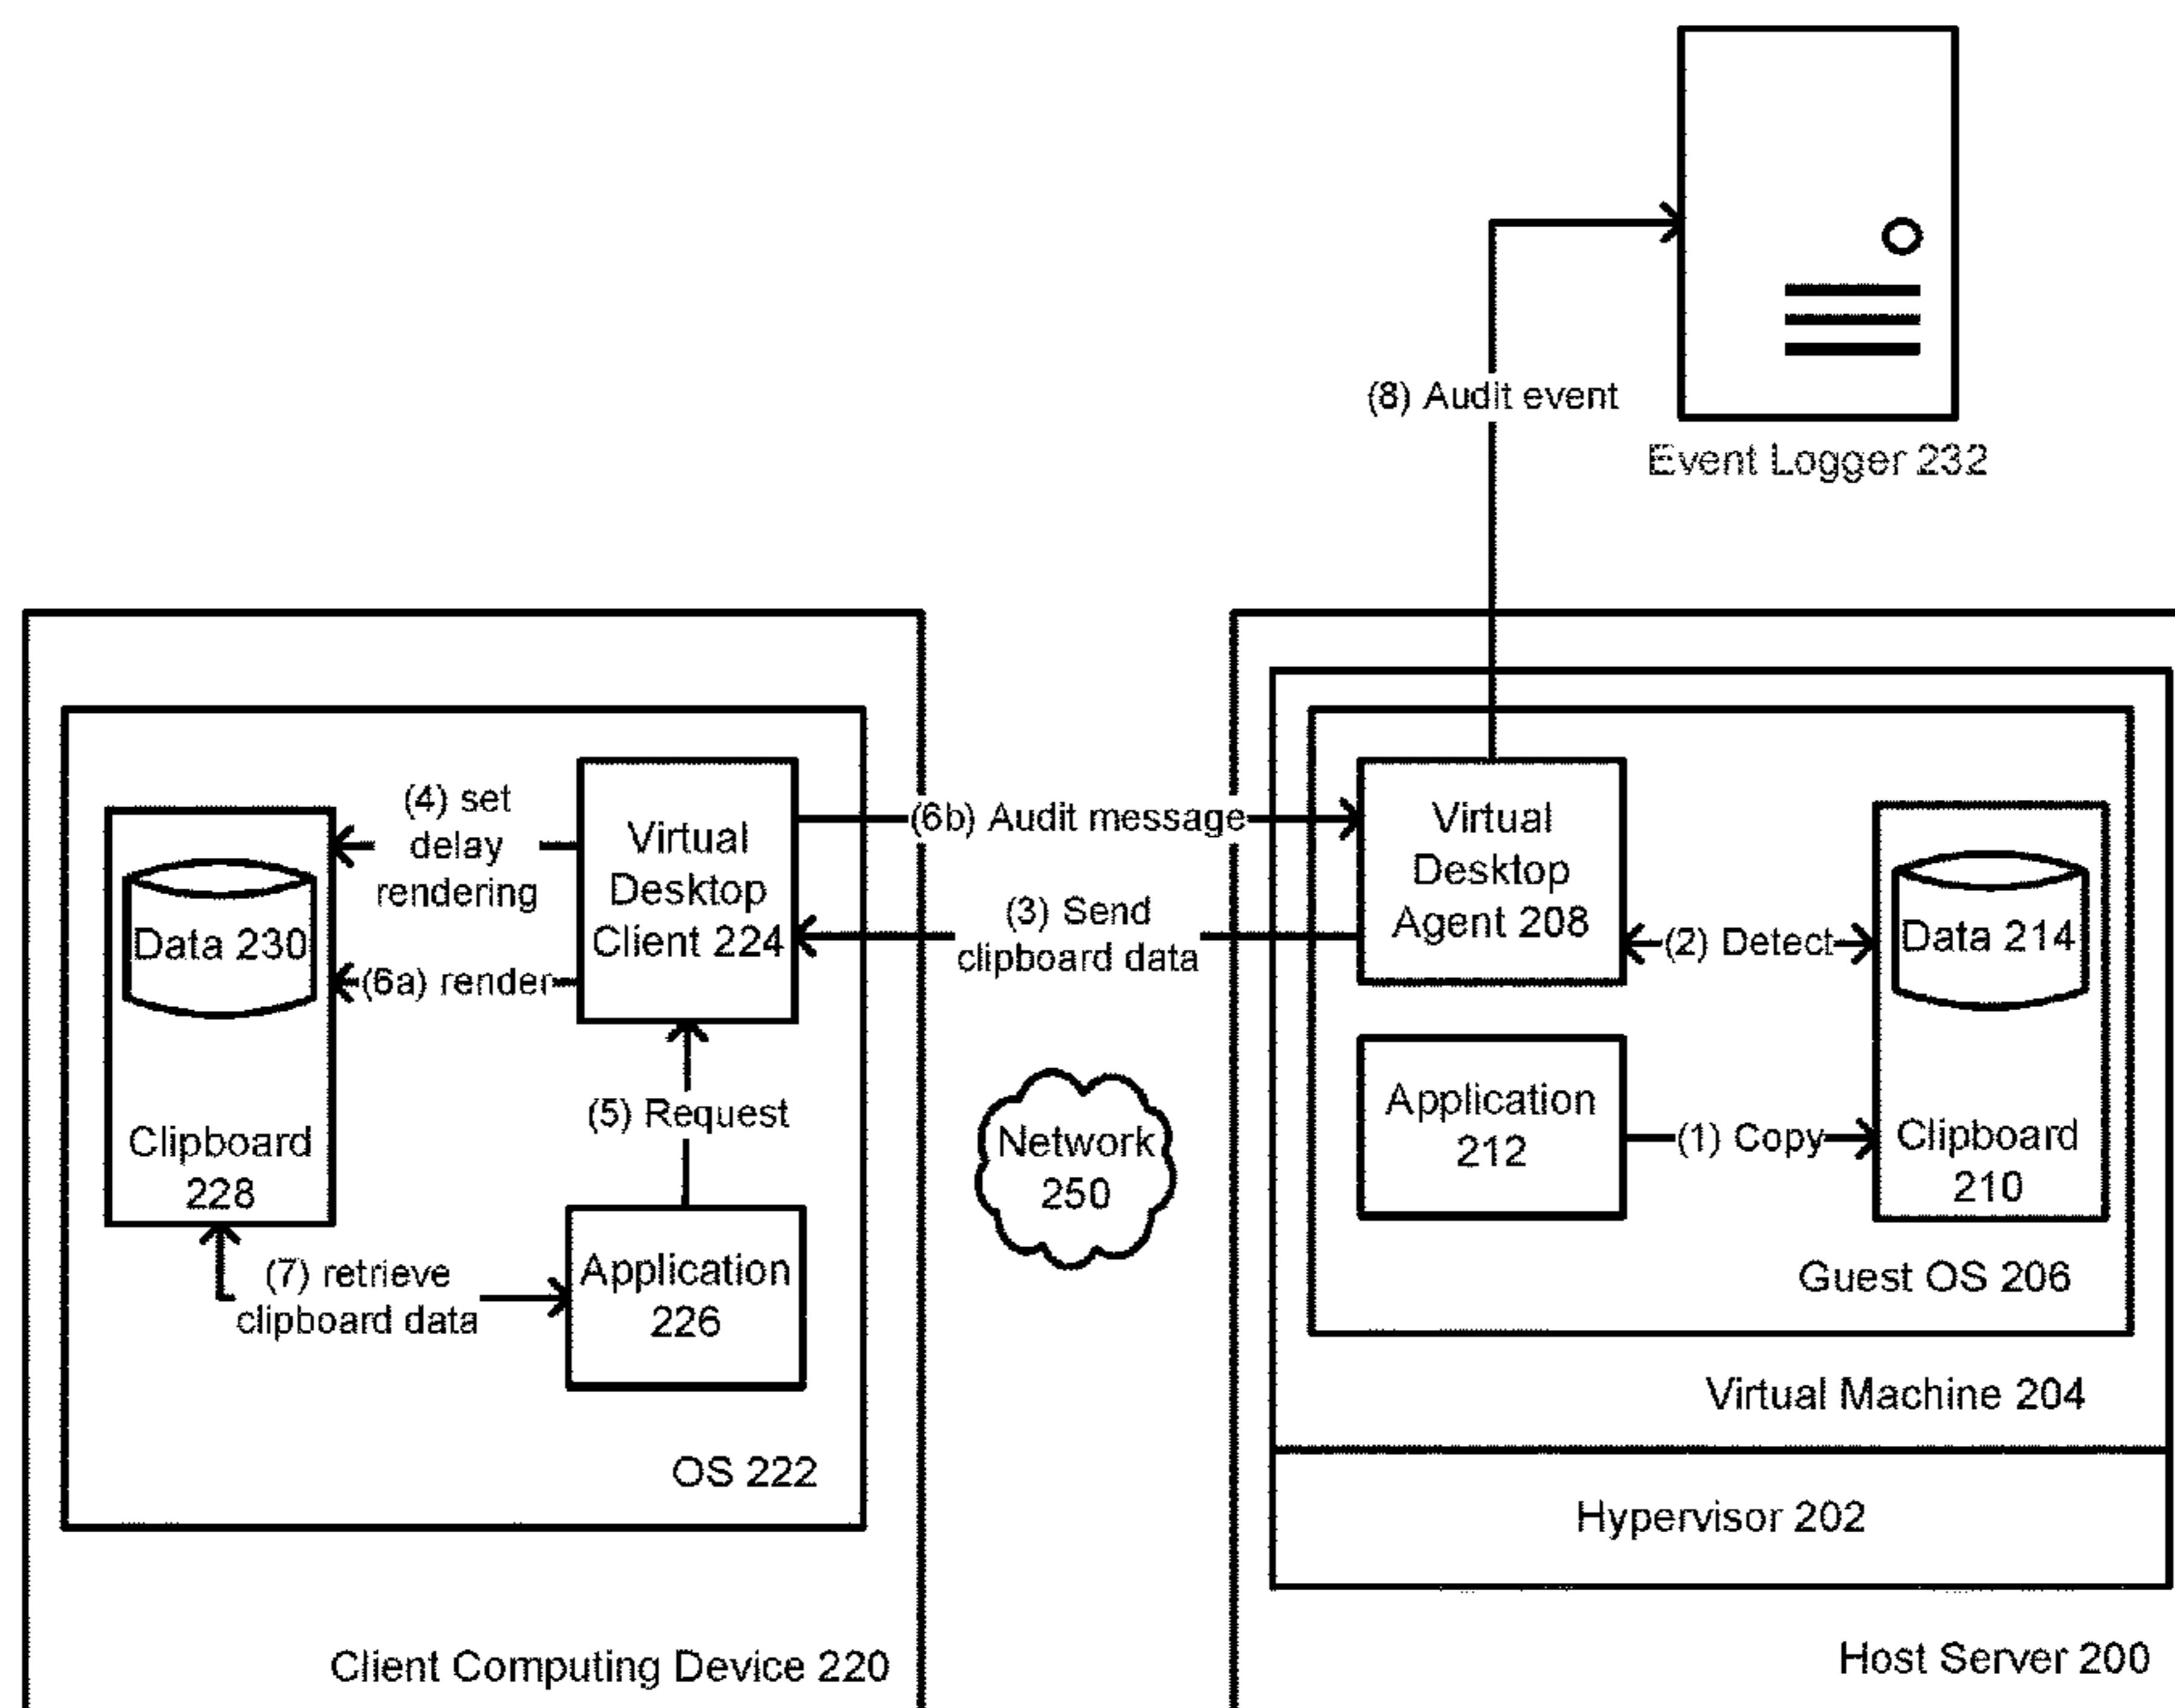 (8) Audit event
Event Logger 232
(4) set
delay
rendering
Virtual
Desktop
Client 224
(6b) Audit message
Virtual
Desktop
Agent 208
Data 230
(3) Send
clipboard data
(2) Detect
Data 214
(6a) render
(5) Request
Application
212
(1) Copy
Clipboard
228
Network
250
Clipboard
210
(7) retrieve
clipboard data
Application
226
Guest OS 206
Virtual Machine 204
OS 222
Hypervisor 202
Client Computing Device 220
Host Server 200